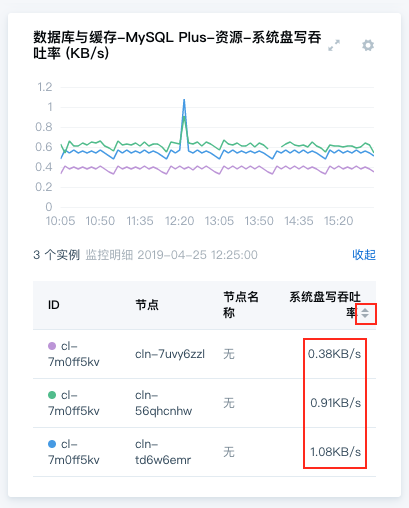 数据库与缓存-MySQL Plus-资源-系统盘写吞
吐率 (KB/s)
1.2
1
0.8
0.6
0.4
0.2
0
10:05 10:50 11:35 12:20 13:05 13:50 14:35 15:20
3 个实例 监控明细 2019-04-25 12:25:00 收起
ID 节点 节点名称 系统盘写吞吐率
cl-7m0ff5kv cln-7uvy6zzl 无 0.38KB/s
cl-7m0ff5kv cln-56qhcnhw 无 0.91KB/s
cl-7m0ff5kv cln-td6w6emr 无 1.08KB/s